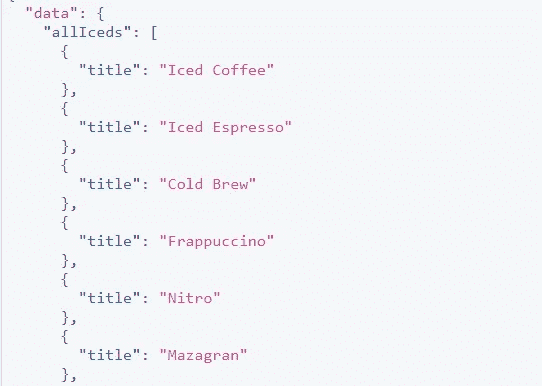 "data": {
"allIceds": [
{
"title": "Iced Coffee"
},
{
"title": "Iced Espresso"
},
{
"title": "Cold Brew"
},
{
"title": "Frappuccino"
},
{
"title": "Nitro"
},
{
"title": "Mazagran"
},